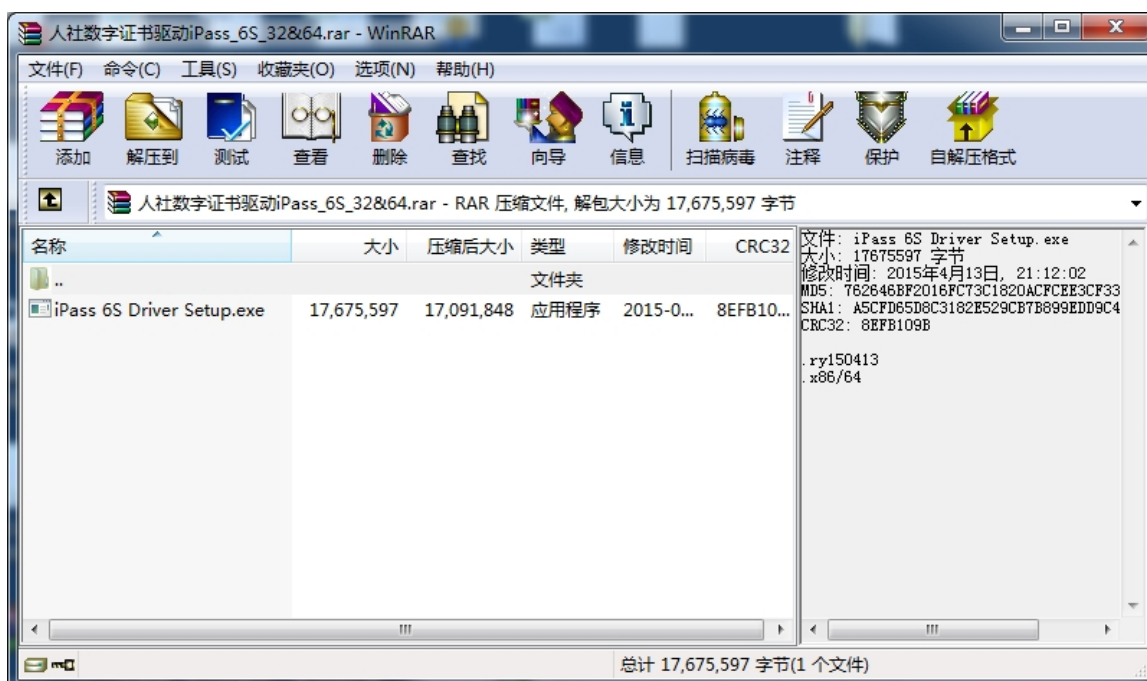 人社数字证书驱动iPass_6S_32&64.rar - WinRAR
文件(F) 命令(C) 工具(S) 收藏夹(O) 选项(N) 帮助(H)
添加 解压到 测试 查看 删除 查找 向导 信息 扫描病毒 注释 保护 自解压格式
人社数字证书驱动iPass_6S_32&64.rar - RAR 压缩文件, 解包大小为 17,675,597 字节
名称 大小 压缩后大小 类型 修改时间 CRC32
.. 文件夹
iPass 6S Driver Setup.exe 17,675,597 17,091,848 应用程序 2015-0... 8EFB10...
文件: iPass 6S Driver Setup.exe
大小: 17675597 字节
修改时间: 2015年4月13日, 21:12:02
MD5: 762646BF2016FC73C1820ACFCEE3CF33
SHA1: A5CFD65D8C3182E529CB7B899EDD9C4
CRC32: 8EFB109B
.ry150413
.x86/64
总计 17,675,597 字节(1 个文件)